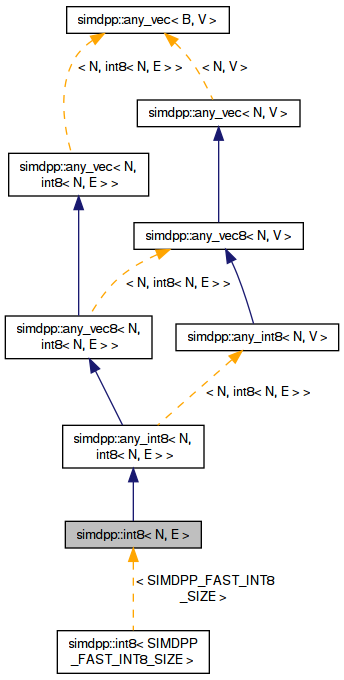 simdpp::any_vec< B, V >
< N, int8< N, E > >
< N, V >
simdpp::any_vec< N, V >
simdpp::any_vec< N,
int8< N, E > >
simdpp::any_vec8< N, V >
< N, int8< N, E > >
simdpp::any_vec8< N,
int8< N, E > >
simdpp::any_int8< N, V >
< N, int8< N, E > >
simdpp::any_int8< N,
int8< N, E > >
simdpp::int8< N, E >
< SIMDPP_FAST_INT8
_SIZE >
simdpp::int8< SIMDPP
_FAST_INT8_SIZE >